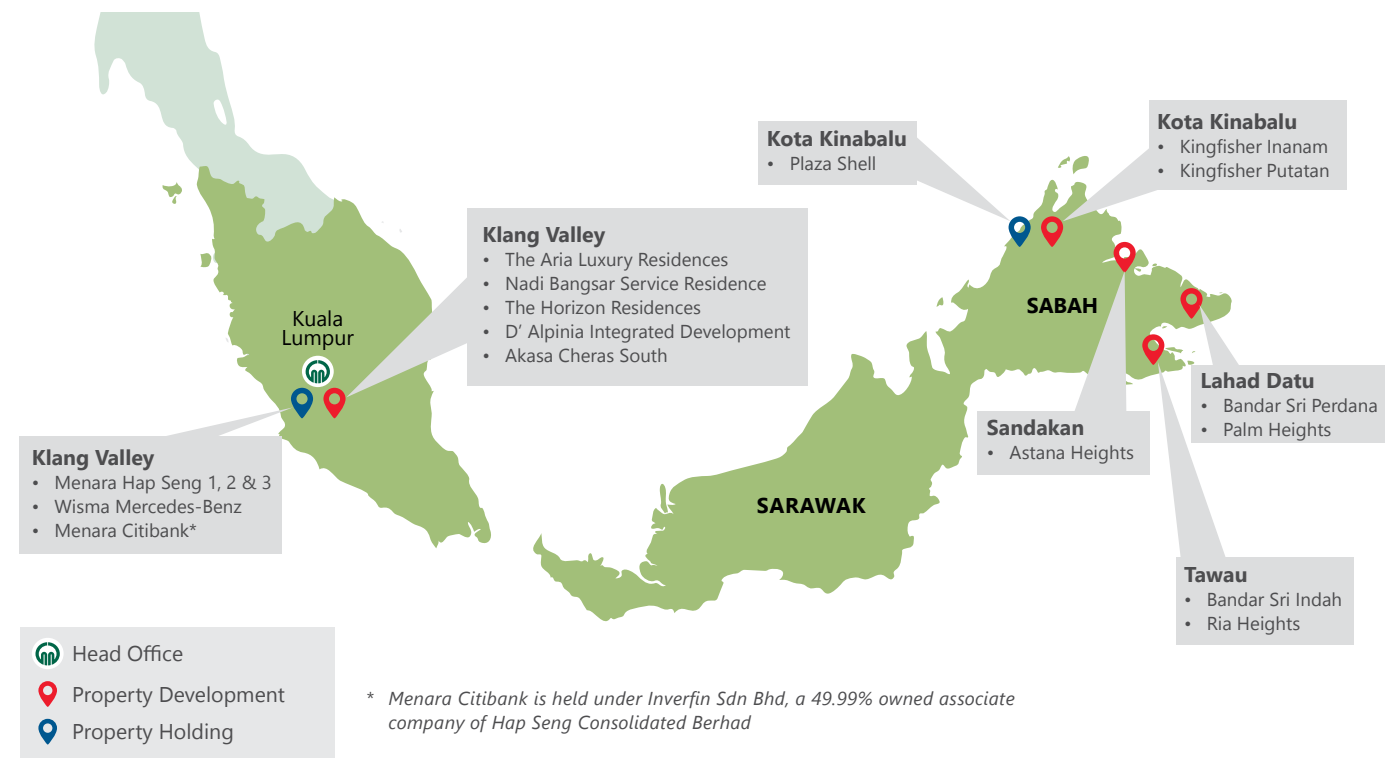 Kota Kinabalu
• Plaza Shell
Kota Kinabalu
• Kingfisher Inanam
• Kingfisher Putatan
Klang Valley
• The Aria Luxury Residences
• Nadi Bangsar Service Residence
• The Horizon Residences
• D’ Alpinia Integrated Development
• Akasa Cheras South
Kuala
Lumpur
SABAH
Lahad Datu
• Bandar Sri Perdana
• Palm Heights
Sandakan
• Astana Heights
Klang Valley
• Menara Hap Seng 1, 2 & 3
• Wisma Mercedes-Benz
• Menara Citibank*
SARAWAK
Tawau
• Bandar Sri Indah
• Ria Heights
Head Office
Property Development
Property Holding
* Menara Citibank is held under Inverfin Sdn Bhd, a 49.99% owned associate
company of Hap Seng Consolidated Berhad